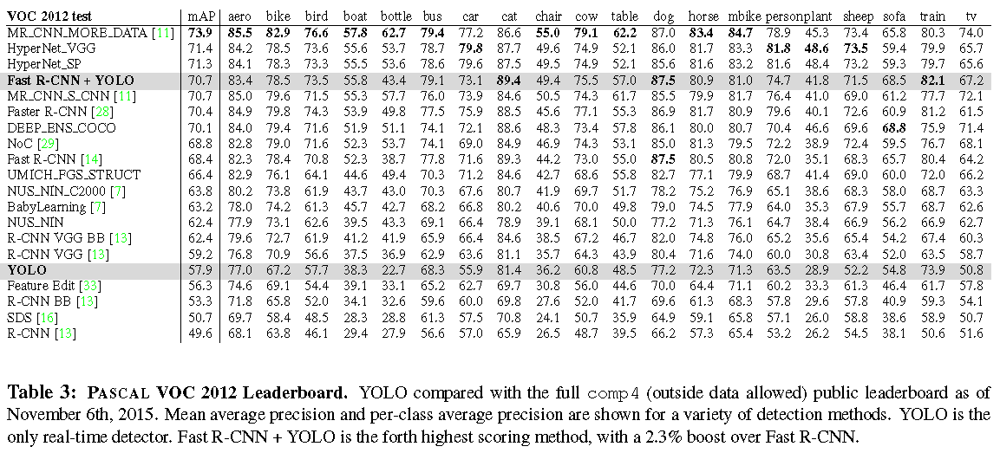 VOC 2012 test mAP aero bike bird boat bottle bus car cat chair cow table dog horse mbike person plant sheep sofa train tv
MR_CNN_MORE_DATA [11] 73.9 85.5 82.9 76.6 57.8 62.7 79.4 77.2 86.6 55.0 79.1 62.2 87.0 83.4 84.7 78.9 45.3 73.4 65.8 80.3 74.0
HyperNet_VGG 71.4 84.2 78.5 73.6 55.6 53.7 78.7 79.8 87.7 49.6 74.9 52.1 86.0 81.7 83.3 81.8 48.6 73.5 59.4 79.9 65.7
HyperNet_SP 71.3 84.1 78.3 73.3 55.5 53.6 78.6 79.6 87.5 49.5 74.9 52.1 85.6 81.6 83.2 81.6 48.4 73.2 59.3 79.7 65.6
Fast R-CNN + YOLO 70.7 83.4 78.5 73.5 55.8 43.4 79.1 73.1 89.4 49.4 75.5 57.0 87.5 80.9 81.0 74.7 41.8 71.5 68.5 82.1 67.2
MR_CNN_S_CNN [11] 70.7 85.0 79.6 71.5 55.3 57.7 76.0 73.9 84.6 50.5 74.3 61.7 85.5 79.9 81.7 76.4 41.0 69.0 61.2 77.7 72.1
Faster R-CNN [28] 70.4 84.9 79.8 74.3 53.9 49.8 77.5 75.9 88.5 45.6 77.1 55.3 86.9 81.7 80.9 79.6 40.1 72.6 60.9 81.2 61.5
DEEP_ENS_COCO 70.1 84.0 79.4 71.6 51.9 51.1 74.1 72.1 88.6 48.3 73.4 57.8 86.1 80.0 80.7 70.4 46.6 69.6 68.8 75.9 71.4
NoC [29] 68.8 82.8 79.0 71.6 52.3 53.7 74.1 69.0 84.9 46.9 74.3 53.1 85.0 81.3 79.5 72.2 38.9 72.4 59.5 76.7 68.1
Fast R-CNN [14] 68.4 82.3 78.4 70.8 52.3 38.7 77.8 71.6 89.3 44.2 73.0 55.0 87.5 80.5 80.8 72.0 35.1 68.3 65.7 80.4 64.2
UMICH_FGS_STRUCT 66.4 82.9 76.1 64.1 44.6 49.4 70.3 71.2 84.6 42.7 68.6 55.8 82.7 77.1 79.9 68.7 41.4 69.0 60.0 72.0 66.2
NUS_NIN_C2000 [7] 63.8 80.2 73.8 61.9 43.7 43.0 70.3 67.6 80.7 41.9 69.7 51.7 78.2 75.2 76.9 65.1 38.6 68.3 58.0 68.7 63.3
BabyLearning [7] 63.2 78.0 74.2 61.3 45.7 42.7 68.2 66.8 80.2 40.6 70.0 49.8 79.0 74.5 77.9 64.0 35.3 67.9 55.7 68.7 62.6
NUS_NIN 62.4 77.9 73.1 62.6 39.5 43.3 69.1 66.4 78.9 39.1 68.1 50.0 77.2 71.3 76.1 64.7 38.4 66.9 56.2 66.9 62.7
R-CNN VGG BB [13] 62.4 79.6 72.7 61.9 41.2 41.9 65.9 66.4 84.6 38.5 67.2 46.7 82.0 74.8 76.0 65.2 35.6 65.4 54.2 67.4 60.3
R-CNN VGG [13] 59.2 76.8 70.9 56.6 37.5 36.9 62.9 63.6 81.1 35.7 64.3 43.9 80.4 71.6 74.0 60.0 30.8 63.4 52.0 63.5 58.7
YOLO 57.9 77.0 67.2 57.7 38.3 22.7 68.3 55.9 81.4 36.2 60.8 48.5 77.2 72.3 71.3 63.5 28.9 52.2 54.8 73.9 50.8
Feature Edit [33] 56.3 74.6 69.1 54.4 39.1 33.1 65.2 62.7 69.7 30.8 56.0 44.6 70.0 64.4 71.1 60.2 33.3 61.3 46.4 61.7 57.8
R-CNN BB [13] 53.3 71.8 65.8 52.0 34.1 32.6 59.6 60.0 69.8 27.6 52.0 41.7 69.6 61.3 68.3 57.8 29.6 57.8 40.9 59.3 54.1
SDS [16] 50.7 69.7 58.4 48.5 28.3 28.8 61.3 57.5 70.8 24.1 50.7 35.9 64.9 59.1 65.8 57.1 26.0 58.8 38.6 58.9 50.7
R-CNN [13] 49.6 68.1 63.8 46.1 29.4 27.9 56.6 57.0 65.9 26.5 48.7 39.5 66.2 57.3 65.4 53.2 26.2 54.5 38.1 50.6 51.6
Table 3: PASCAL VOC 2012 Leaderboard. YOLO compared with the full comp4 (outside data allowed) public leaderboard as of
November 6th, 2015. Mean average precision and per-class average precision are shown for a variety of detection methods. YOLO is the
only real-time detector. Fast R-CNN + YOLO is the forth highest scoring method, with a 2.3% boost over Fast R-CNN.